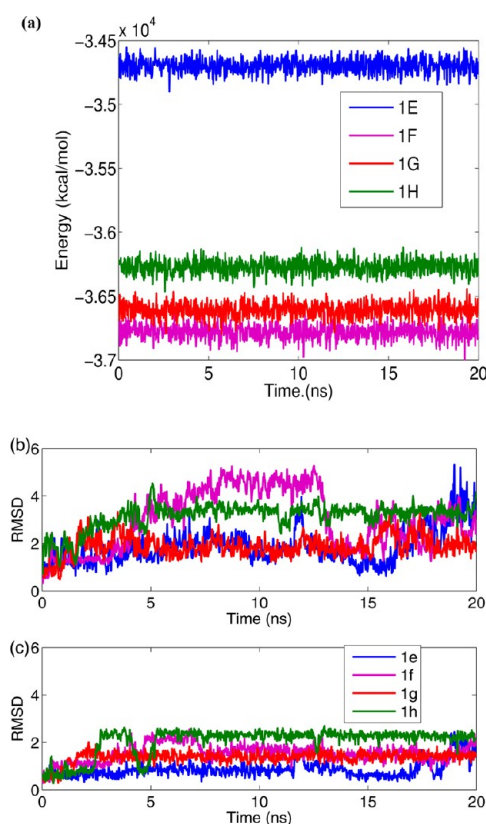 (a)
× 10⁴
−3.45
−3.5
−3.55
−3.6
−3.65
−3.7
Energy (kcal/mol)
1E
1F
1G
1H
0 5 10 15 20
Time.(ns)
(b)
6
4
2
0
RMSD
0 5 10 15 20
Time (ns)
(c)
6
4
2
0
RMSD
1e
1f
1g
1h
0 5 10 15 20
Time (ns)